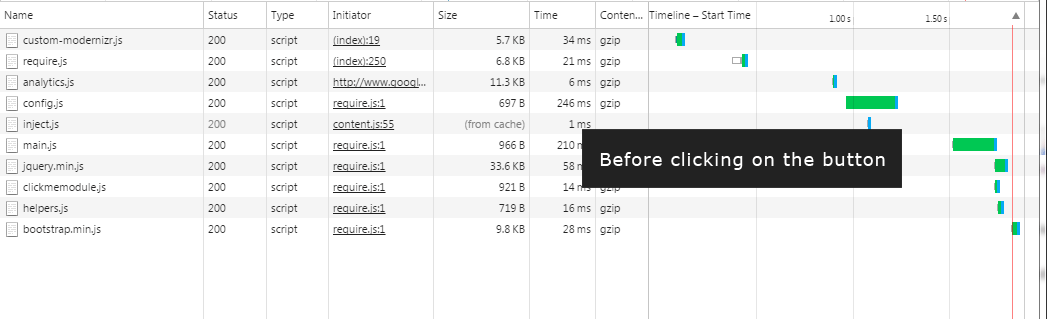 Name Status Type Initiator Size Time Conten... Timeline – Start Time 1.00 s 1.50 s
custom-modernizr.js 200 script (index):19 5.7 KB 34 ms gzip
require.js 200 script (index):250 6.8 KB 21 ms gzip
analytics.js 200 script http://www.googl... 11.3 KB 6 ms gzip
config.js 200 script require.js:1 697 B 246 ms gzip
inject.js 200 script content.js:55 (from cache) 1 ms
main.js 200 script require.js:1 966 B 210 m
jquery.min.js 200 script require.js:1 33.6 KB 58 m
clickmemodule.js 200 script require.js:1 921 B 14 ms gzip
helpers.js 200 script require.js:1 719 B 16 ms gzip
bootstrap.min.js 200 script require.js:1 9.8 KB 28 ms gzip
Before clicking on the button